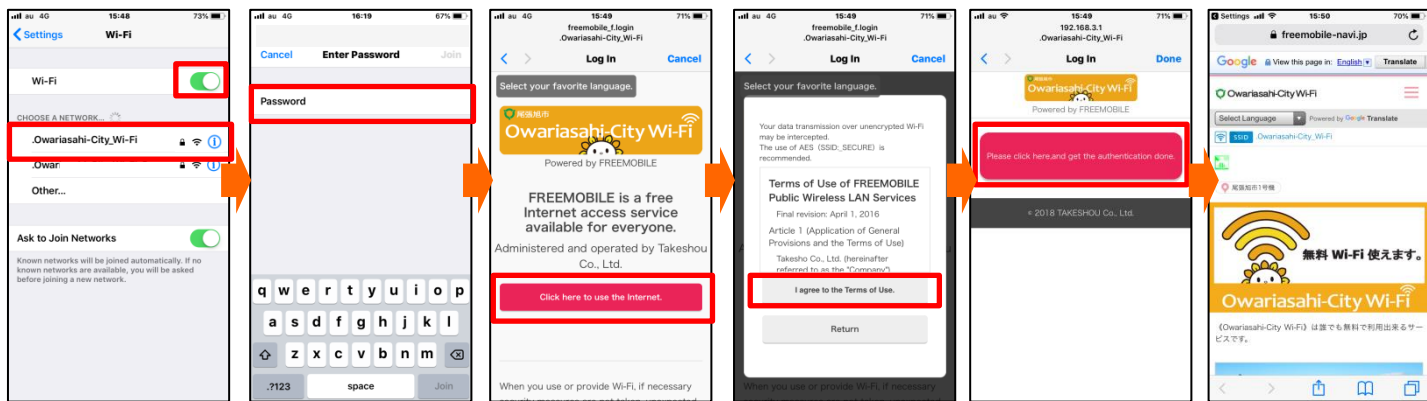 au 4G 15:48 73%
Settings Wi-Fi
Wi-Fi
CHOOSE A NETWORK...
.Owariasahi-City_Wi-Fi
.Owari
Other...
Ask to Join Networks
Known networks will be joined automatically. If no
known networks are available, you will be asked
before joining a new network.
au 4G 16:19 67%
Cancel Enter Password Join
Password
q w e r t y u i o p
a s d f g h j k l
z x c v b n m
.?123 space Join
au 4G 15:49 71%
freemobile_f.login
.Owariasahi-City_Wi-Fi
Log In Cancel
Select your favorite language.
尾張旭市
Owariasahi-City Wi-Fi
Powered by FREEMOBILE
FREEMOBILE is a free
Internet access service
available for everyone.
Administered and operated by Takeshou
Co., Ltd.
Click here to use the Internet.
When you use or provide Wi-Fi, if necessary
security measures are not taken, unexpected
au 4G 15:49 71%
freemobile_f.login
.Owariasahi-City_Wi-Fi
Log In Cancel
Select your favorite language.
Your data transmission over unencrypted Wi-Fi
may be intercepted.
The use of AES (SSID:_SECURE) is
recommended.
Terms of Use of FREEMOBILE
Public Wireless LAN Services
Final revision: April 1, 2016
Article 1 (Application of General
Provisions and the Terms of Use)
Takesho Co., Ltd. (hereinafter
referred to as the "Company")
I agree to the Terms of Use.
Return
When you use or provide Wi-Fi, if necessary
au 15:49 71%
192.168.3.1
.Owariasahi-City_Wi-Fi
Log In Done
Owariasahi-City Wi-Fi
Powered by FREEMOBILE
Please click here,and get the authentication done.
© 2018 TAKESHOU Co., Ltd.
Settings 15:50 70%
freemobile-navi.jp
Google View this page in: English Translate
Owariasahi-City Wi-Fi
Select Language Powered by Google Translate
SSID .Owariasahi-City_Wi-Fi
尾張旭市1号機
無料 Wi-Fi 使えます。
Owariasahi-City Wi-Fi
《Owariasahi-City Wi-Fi》は誰でも無料で利用出来るサー
ビスです。